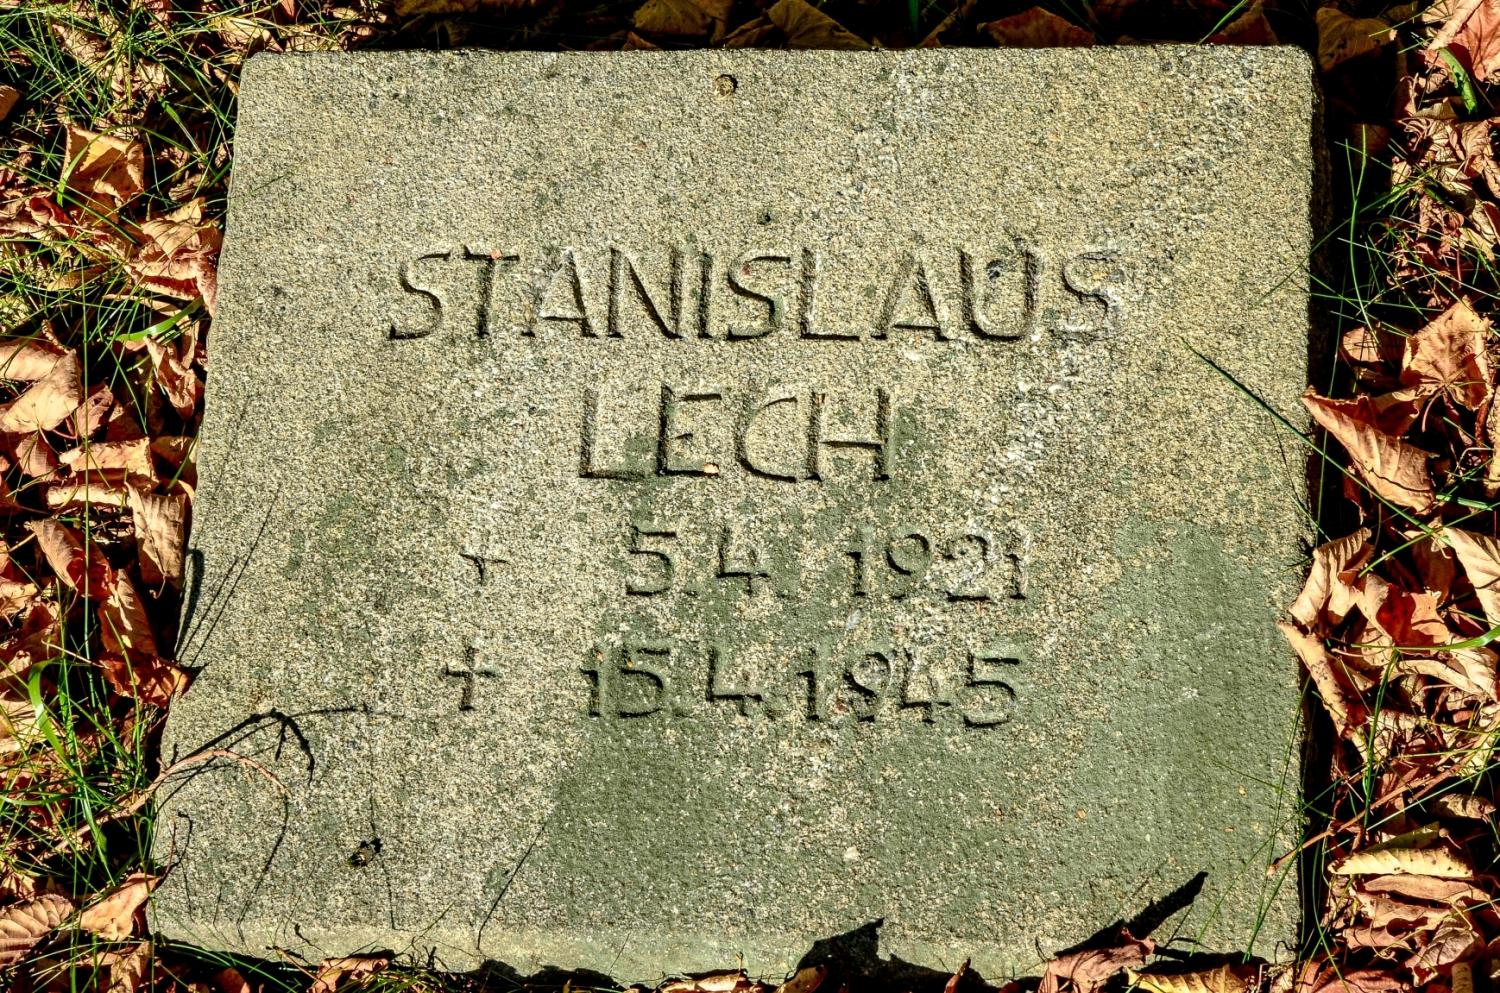 STANISLAUS
LECH
+ 5.4. 1921
+ 15.4.1945